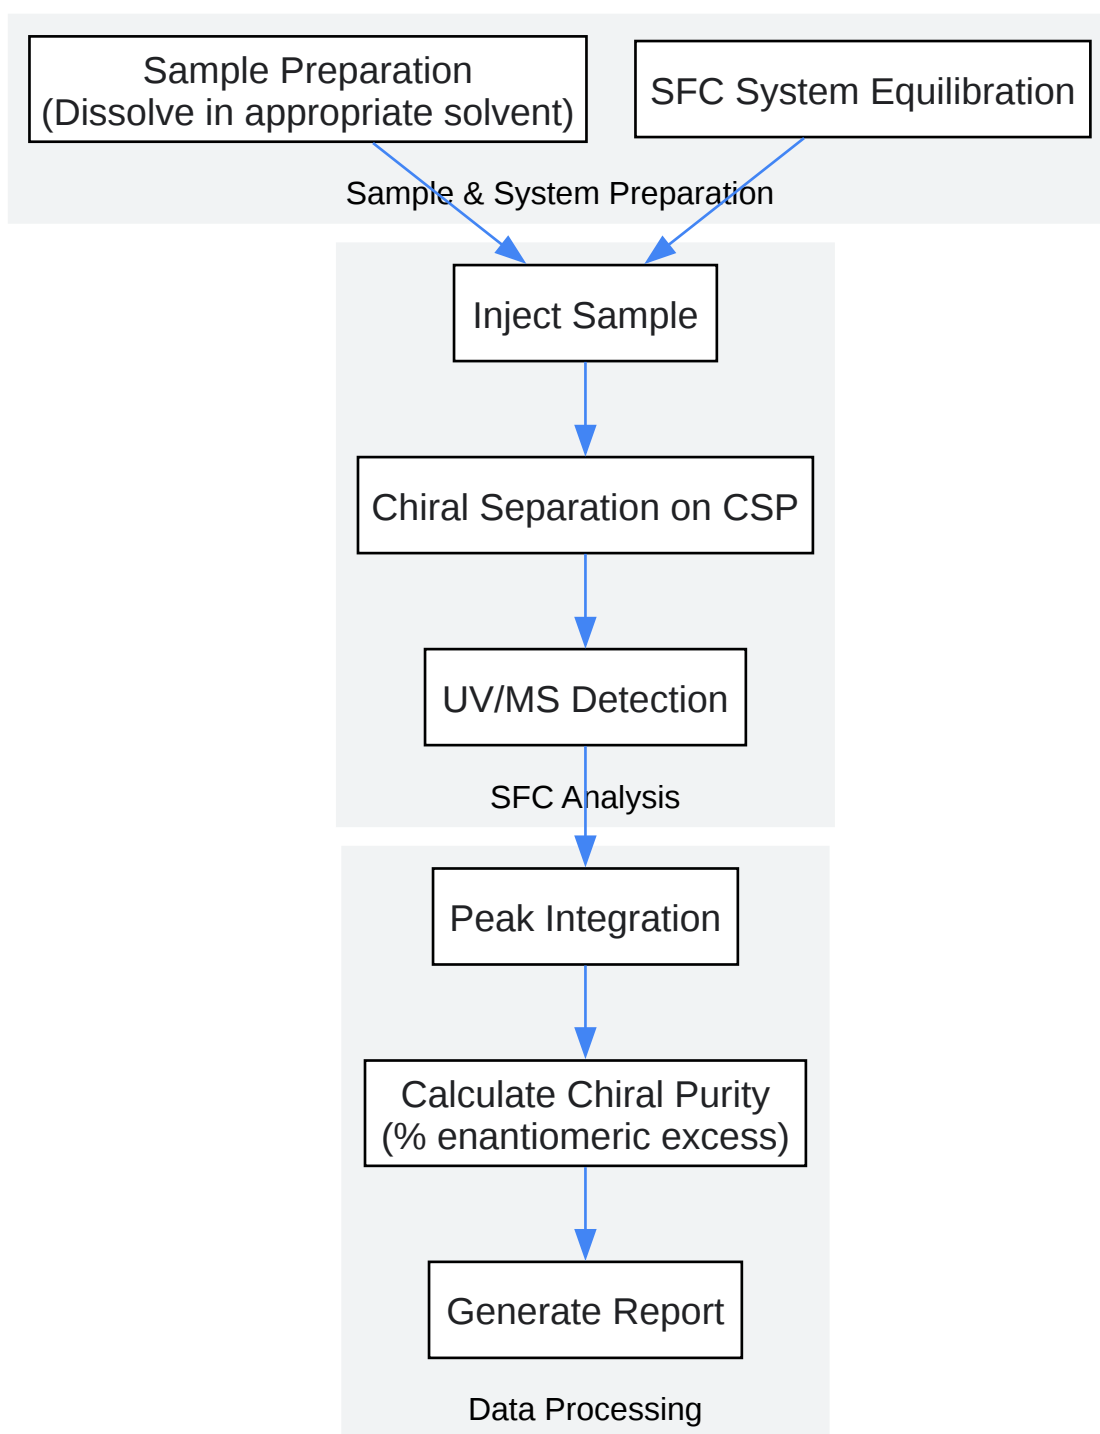 Sample Preparation
(Dissolve in appropriate solvent)
SFC System Equilibration
Sample & System Preparation
Inject Sample
Chiral Separation on CSP
UV/MS Detection
SFC Analysis
Peak Integration
Calculate Chiral Purity
(% enantiomeric excess)
Generate Report
Data Processing